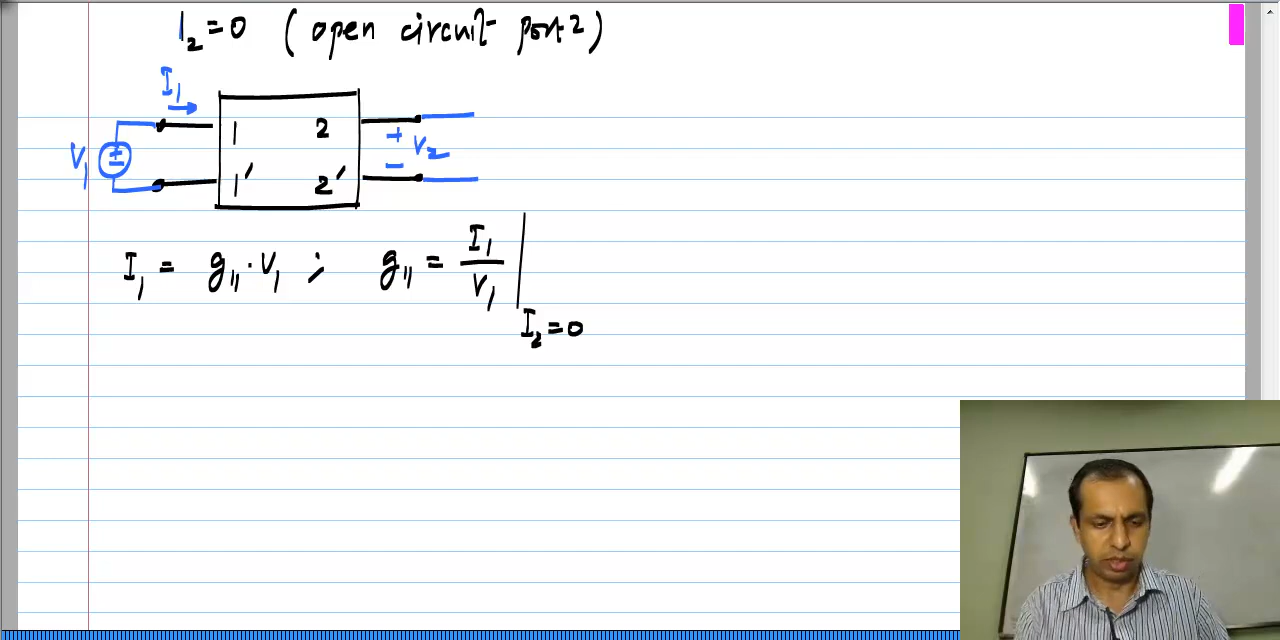 I₂ = 0 ( open circuit port 2 )
I₁
V₁ ± 1 2 + V₂
1′ 2′ −
I₁ = g₁₁ · V₁ ; g₁₁ = I₁ / V₁ |
I₂ = 0